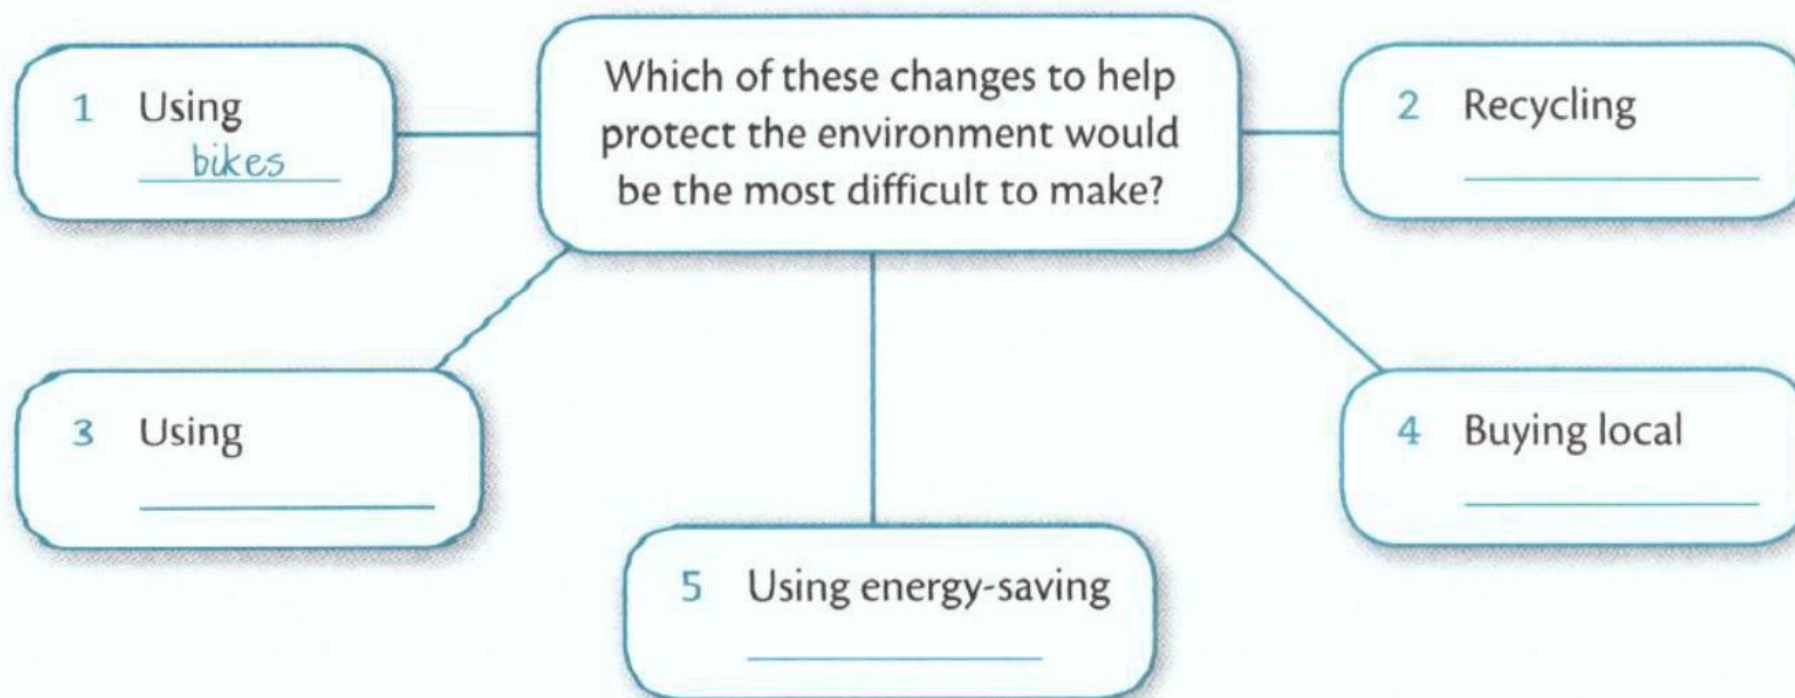 Which of these changes to help
protect the environment would
be the most difficult to make?
1 Using
bikes
2 Recycling
3 Using
4 Buying local
5 Using energy-saving